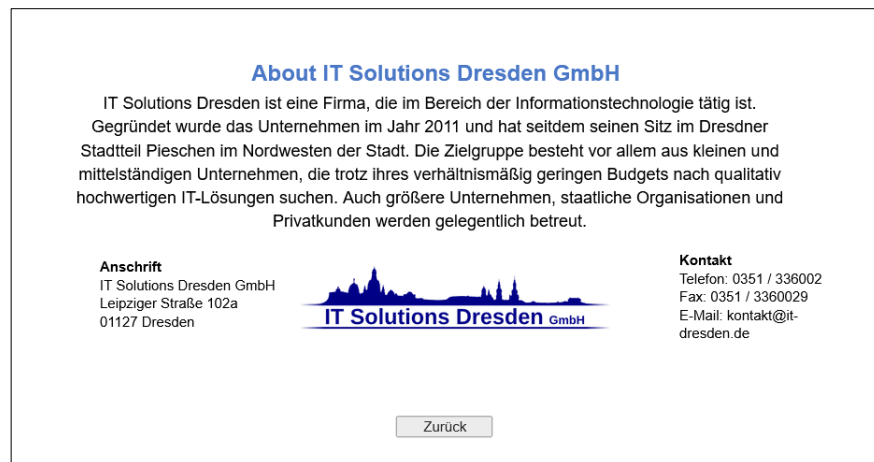 About IT Solutions Dresden GmbH
IT Solutions Dresden ist eine Firma, die im Bereich der Informationstechnologie tätig ist.
Gegründet wurde das Unternehmen im Jahr 2011 und hat seitdem seinen Sitz im Dresdner
Stadtteil Pieschen im Nordwesten der Stadt. Die Zielgruppe besteht vor allem aus kleinen und
mittelständigen Unternehmen, die trotz ihres verhältnismäßig geringen Budgets nach qualitativ
hochwertigen IT-Lösungen suchen. Auch größere Unternehmen, staatliche Organisationen und
Privatkunden werden gelegentlich betreut.
Anschrift
IT Solutions Dresden GmbH
Leipziger Straße 102a
01127 Dresden
IT Solutions Dresden GmbH
Kontakt
Telefon: 0351 / 336002
Fax: 0351 / 3360029
E-Mail: kontakt@it-
dresden.de
Zurück